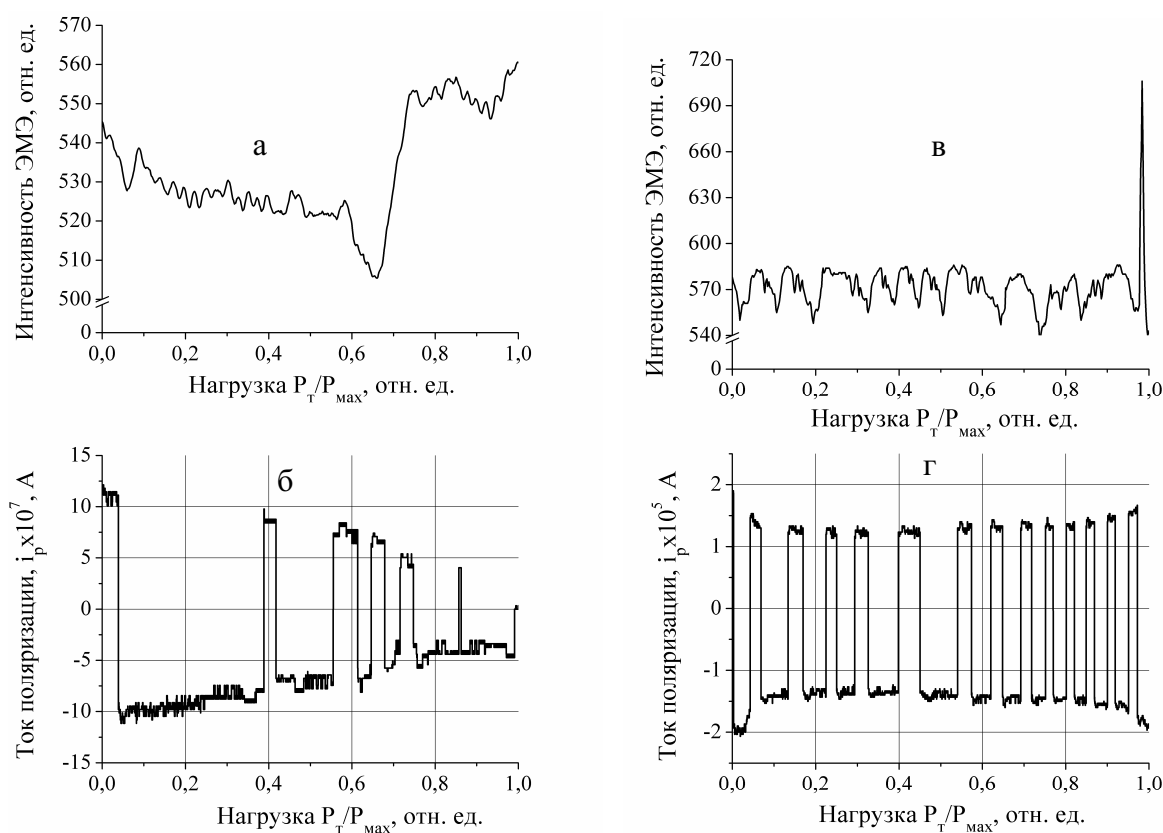 Интенсивность ЭМЭ, отн. ед.
570
560
550
540
530
520
510
500
0
а
0,0 0,2 0,4 0,6 0,8 1,0
Нагрузка Pт/Pмах, отн. ед.
Интенсивность ЭМЭ, отн. ед.
720
690
660
630
600
570
540
0
в
0,0 0,2 0,4 0,6 0,8 1,0
Нагрузка Pт/Pмах, отн. ед.
Ток поляризации, iрх10⁷, А
15
10
5
0
-5
-10
-15
б
0,0 0,2 0,4 0,6 0,8 1,0
Нагрузка Pт/Pмах, отн. ед.
Ток поляризации, iрх10⁵, А
2
1
0
-1
-2
г
0,0 0,2 0,4 0,6 0,8 1,0
Нагрузка Pт/Pмах, отн. ед.